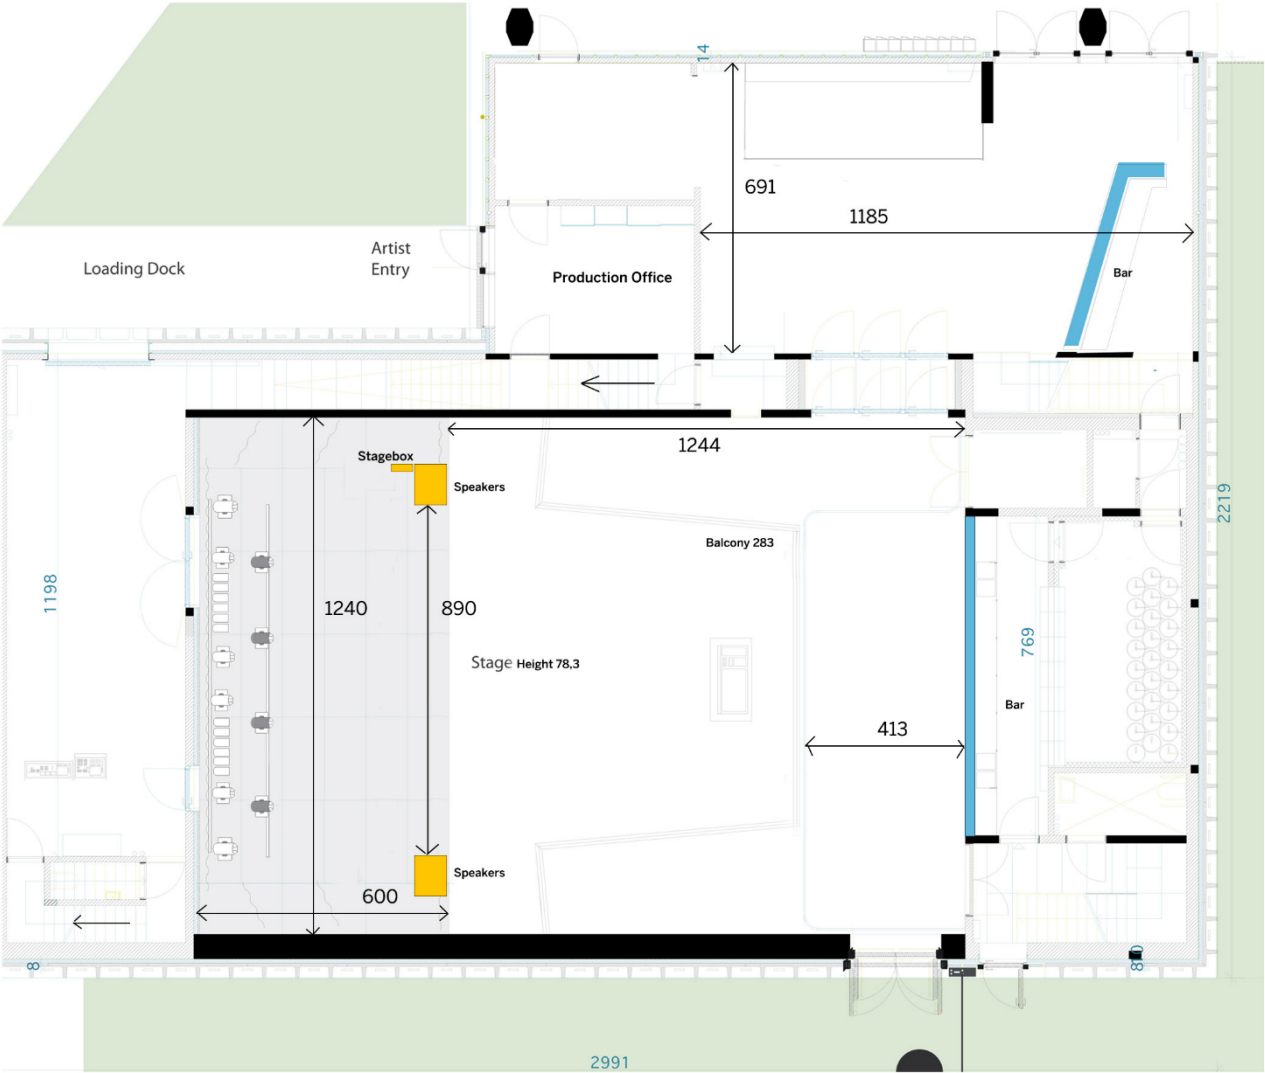 14
691
1185
Artist
Entry
Loading Dock
Production Office
Bar
1244
Stagebox
Speakers
2219
Balcony 283
1198
1240
890
769
Stage Height 78,3
Bar
413
Speakers
600
8
2991